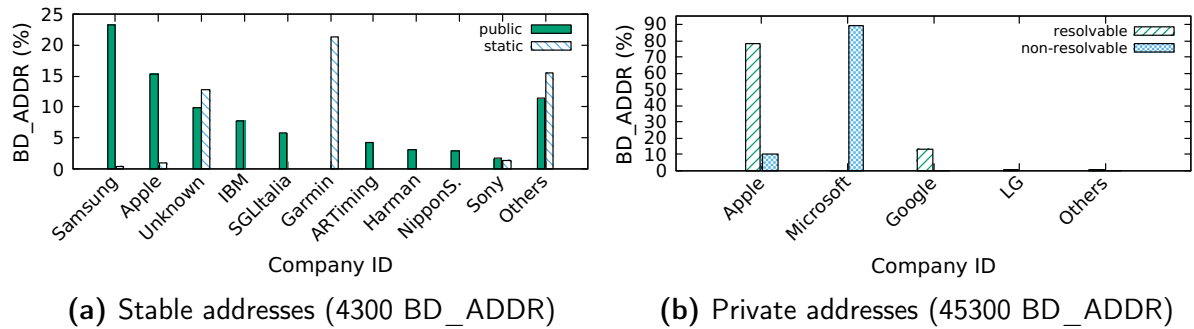 BD_ADDR (%)
25
20
15
10
5
0
public
static
Samsung
Apple
Unknown
IBM
SGLItalia
Garmin
ARTiming
Harman
NipponS.
Sony
Others
Company ID
(a) Stable addresses (4300 BD_ADDR)
BD_ADDR (%)
90
80
70
60
50
40
30
20
10
0
resolvable
non-resolvable
Apple
Microsoft
Google
LG
Others
Company ID
(b) Private addresses (45300 BD_ADDR)